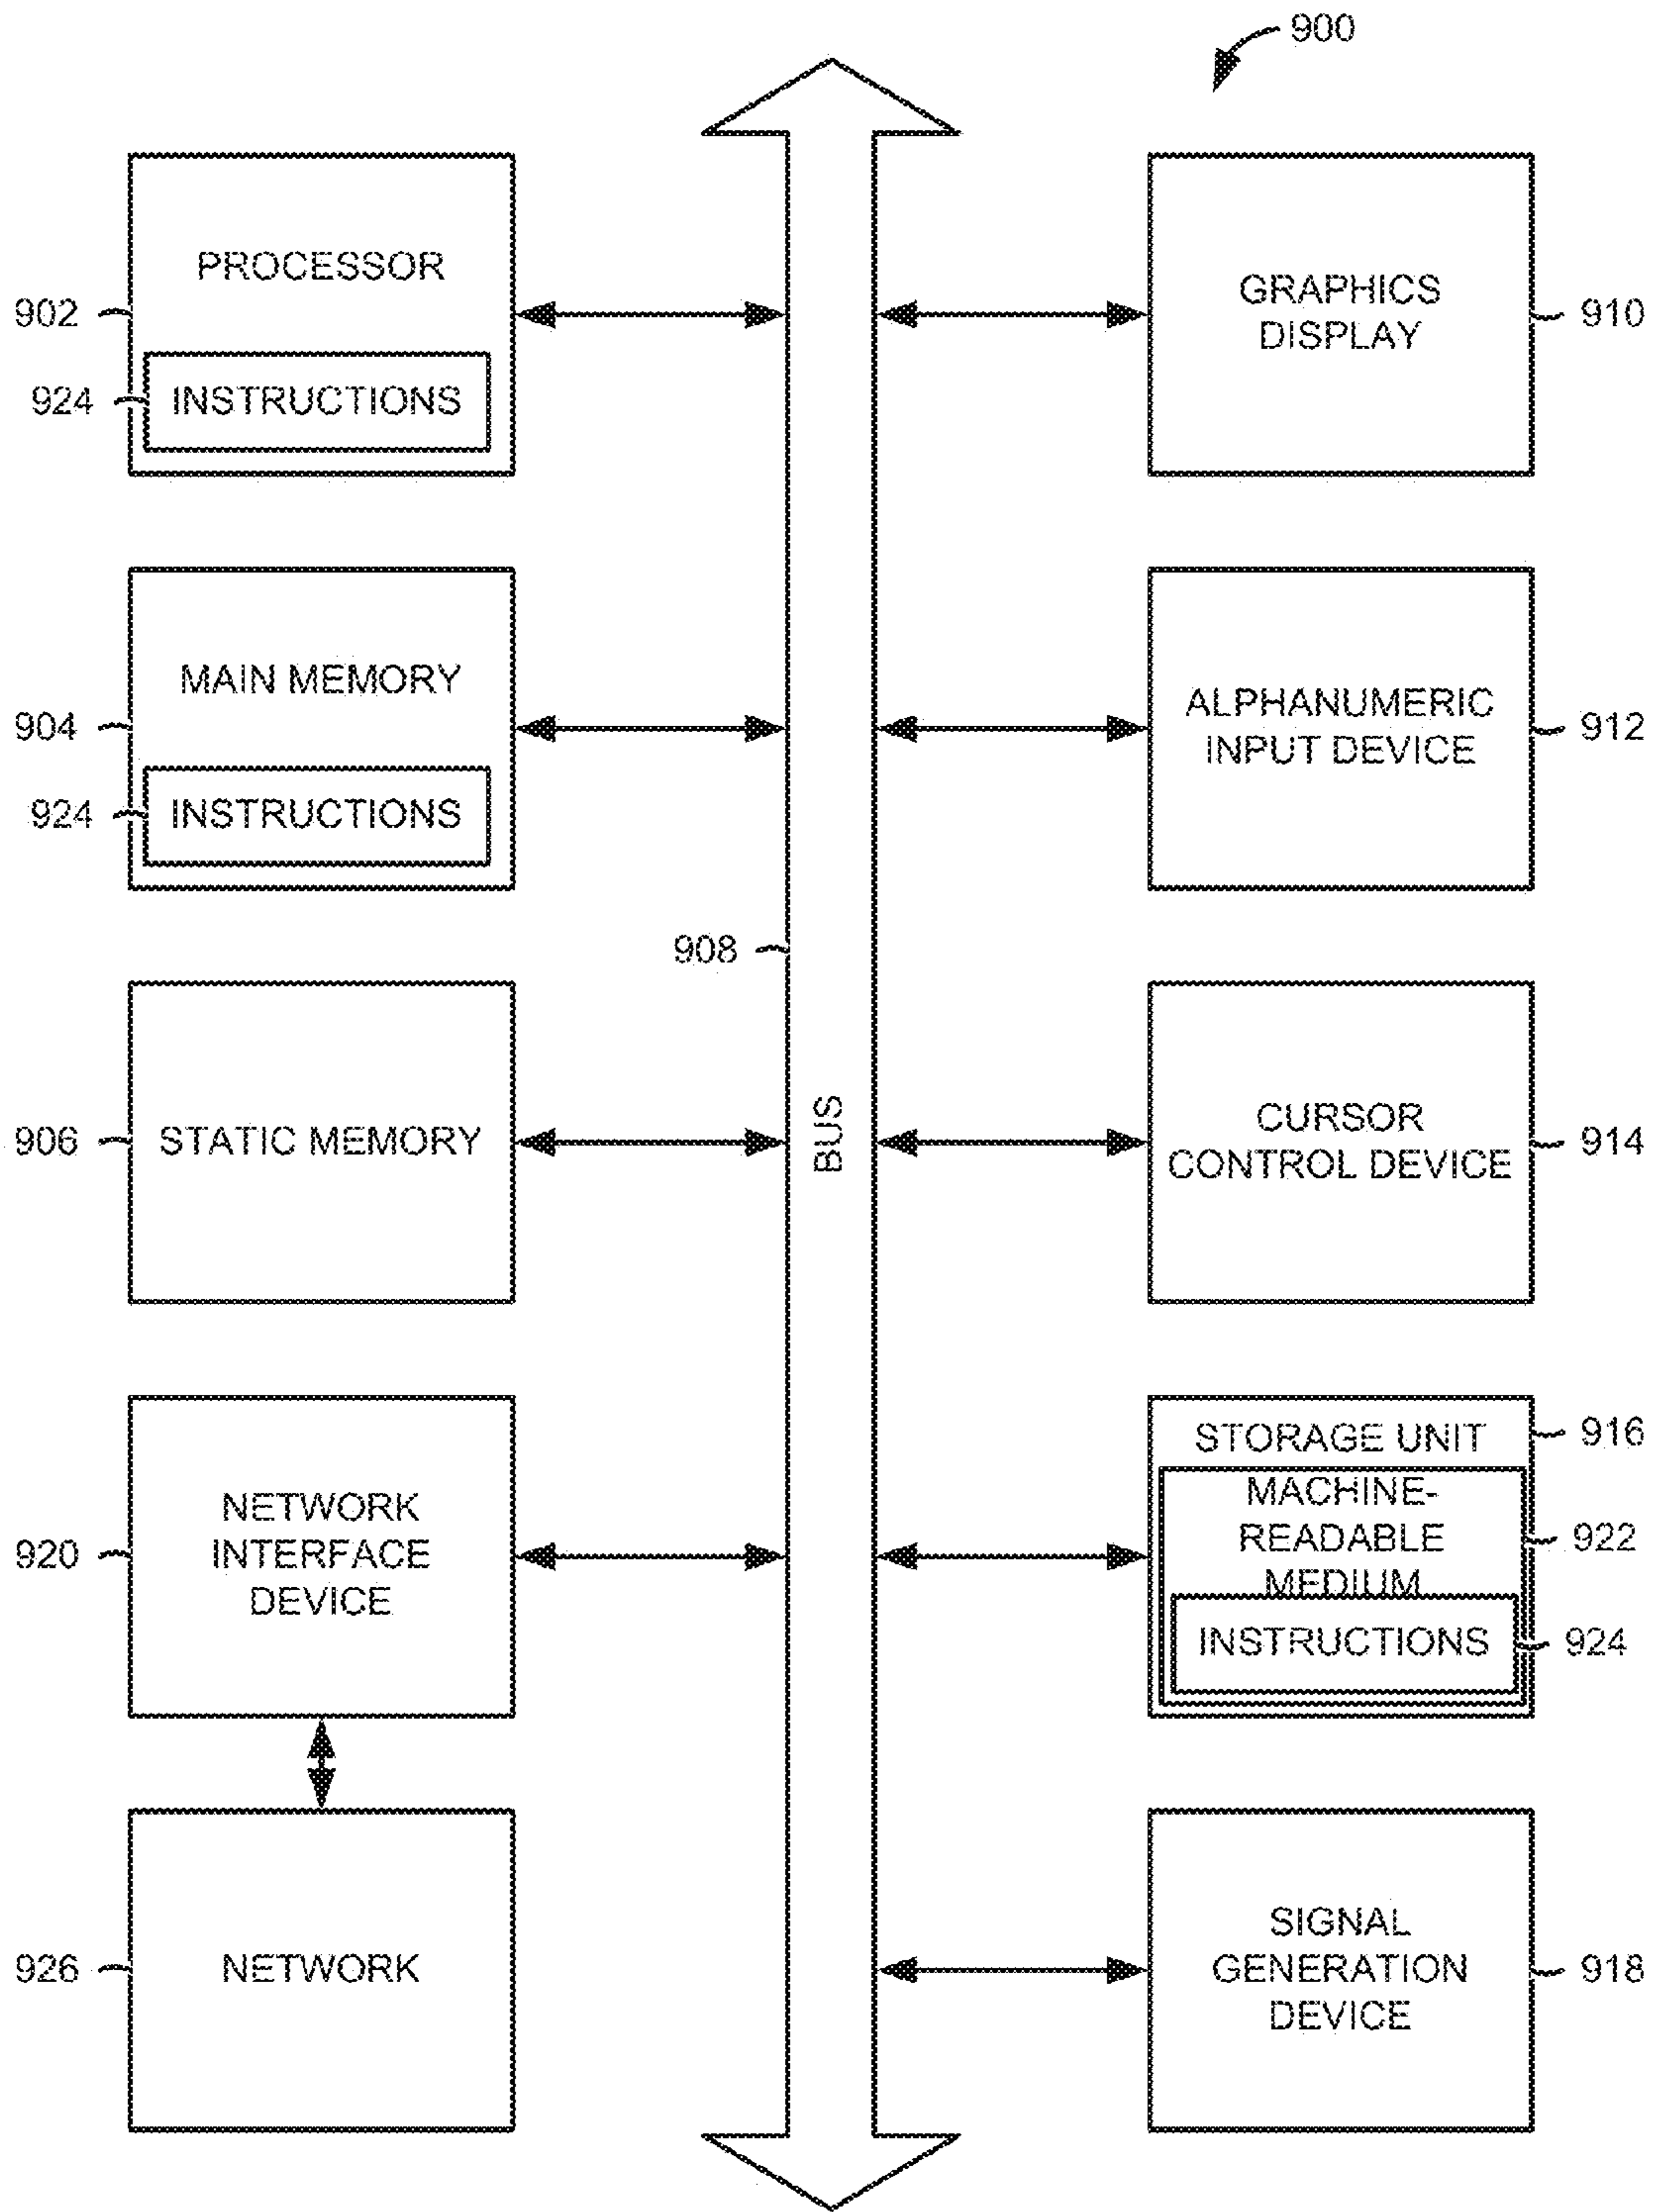 900
PROCESSOR
902
924
INSTRUCTIONS
GRAPHICS
DISPLAY
910
MAIN MEMORY
904
924
INSTRUCTIONS
ALPHANUMERIC
INPUT DEVICE
912
908
BUS
906
STATIC MEMORY
CURSOR
CONTROL DEVICE
914
920
NETWORK
INTERFACE
DEVICE
STORAGE UNIT
916
MACHINE-
READABLE
MEDIUM
922
INSTRUCTIONS
924
926
NETWORK
SIGNAL
GENERATION
DEVICE
918